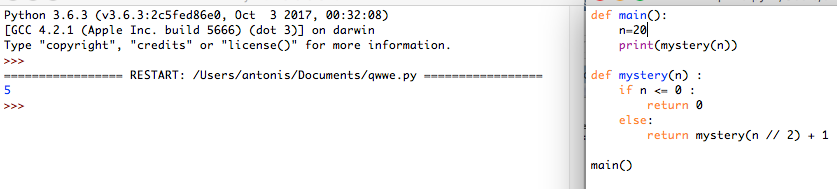 Python 3.6.3 (v3.6.3:2c5fed86e0, Oct  3 2017, 00:32:08)
[GCC 4.2.1 (Apple Inc. build 5666) (dot 3)] on darwin
Type "copyright", "credits" or "license()" for more information.
>>>
================= RESTART: /Users/antonis/Documents/qwwe.py =================
5
>>>
def main():
    n=20
    print(mystery(n))

def mystery(n) :
    if n <= 0 :
        return 0
    else:
        return mystery(n // 2) + 1

main()